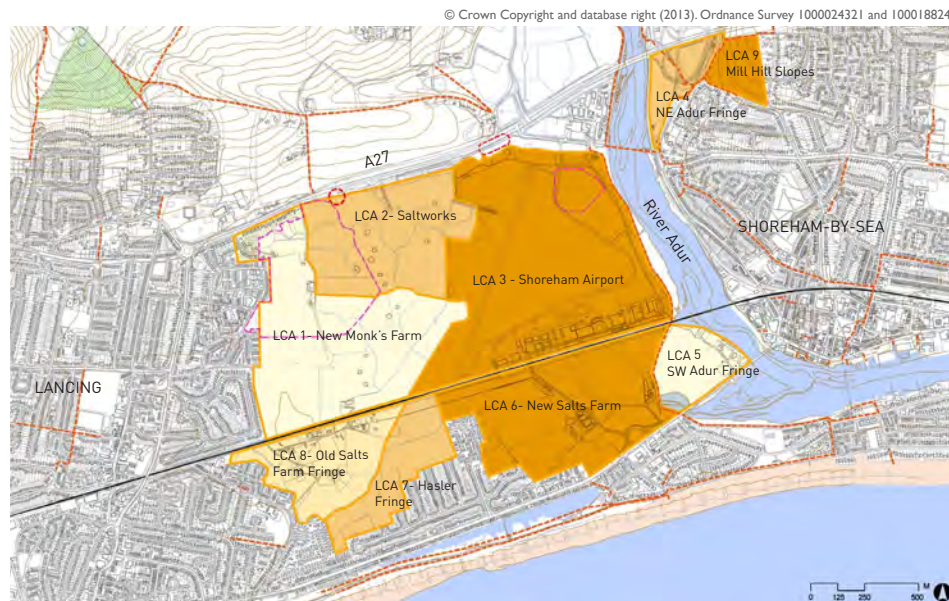 © Crown Copyright and database right (2013). Ordnance Survey 1000024321 and 100018824
LCA 9
Mill Hill Slopes
LCA 4
NE Adur Fringe
A27
LCA 2- Saltworks
River Adur
SHOREHAM-BY-SEA
LCA 3 - Shoreham Airport
LCA 1- New Monk's Farm
LCA 5
SW Adur Fringe
LANCING
LCA 6- New Salts Farm
LCA 8- Old Salts
Farm Fringe
LCA 7- Hasler
Fringe
M
0 125 250 500